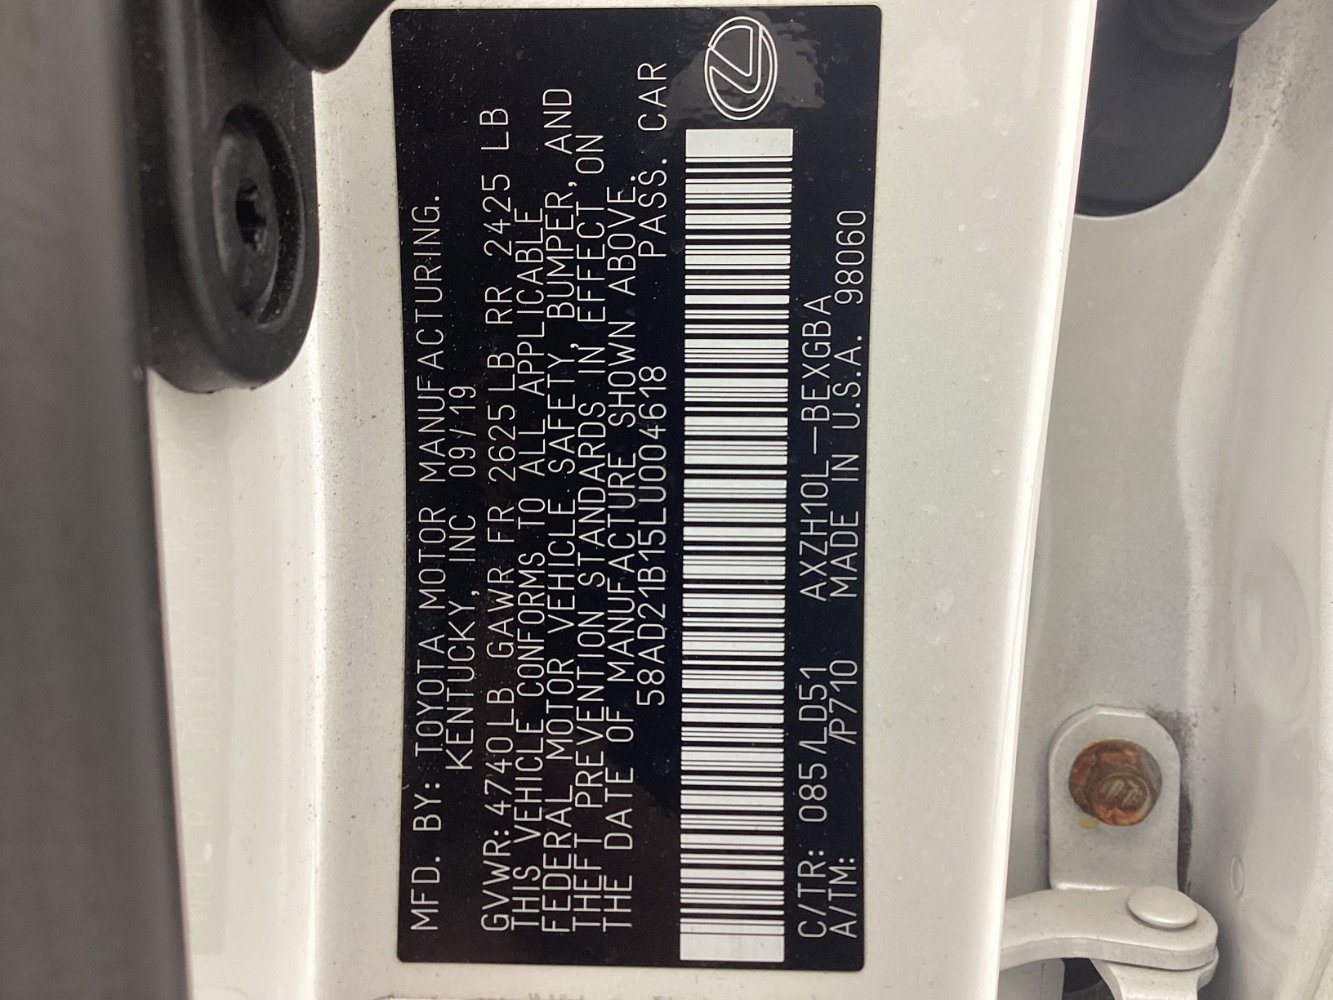 MFD. BY: TOYOTA MOTOR MANUFACTURING.
KENTUCKY, INC 09/19
GVWR: 4740LB GAWR FR 2625LB RR 2425 LB
THIS VEHICLE CONFORMS TO ALL APPLICABLE
FEDERAL MOTOR VEHICLE SAFETY, BUMPER, AND
THEFT PREVENTION STANDARDS IN EFFECT ON
THE DATE OF MANUFACTURE SHOWN ABOVE.
58AD21B15LU004618 PASS. CAR
C/TR: 085/LD51 AXZH10L-BEXGBA
A/TM: /P710 MADE IN U.S.A. 98060